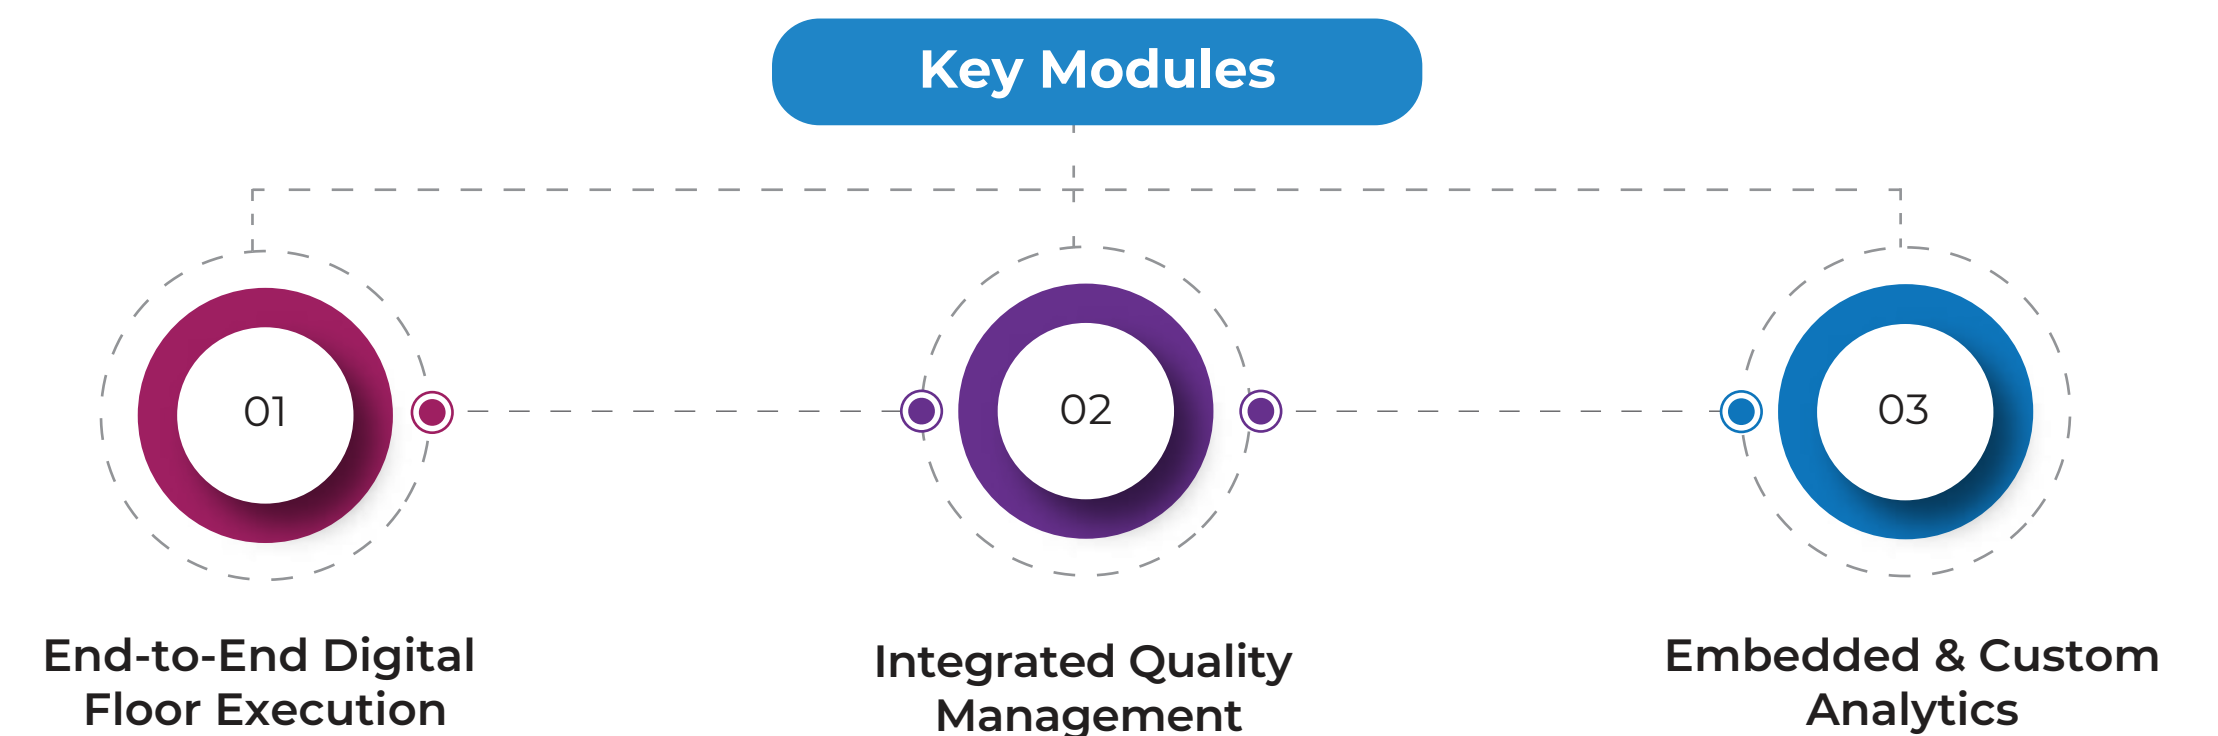 Key Modules
01
02
03
End-to-End Digital
Floor Execution
Integrated Quality
Management
Embedded & Custom
Analytics